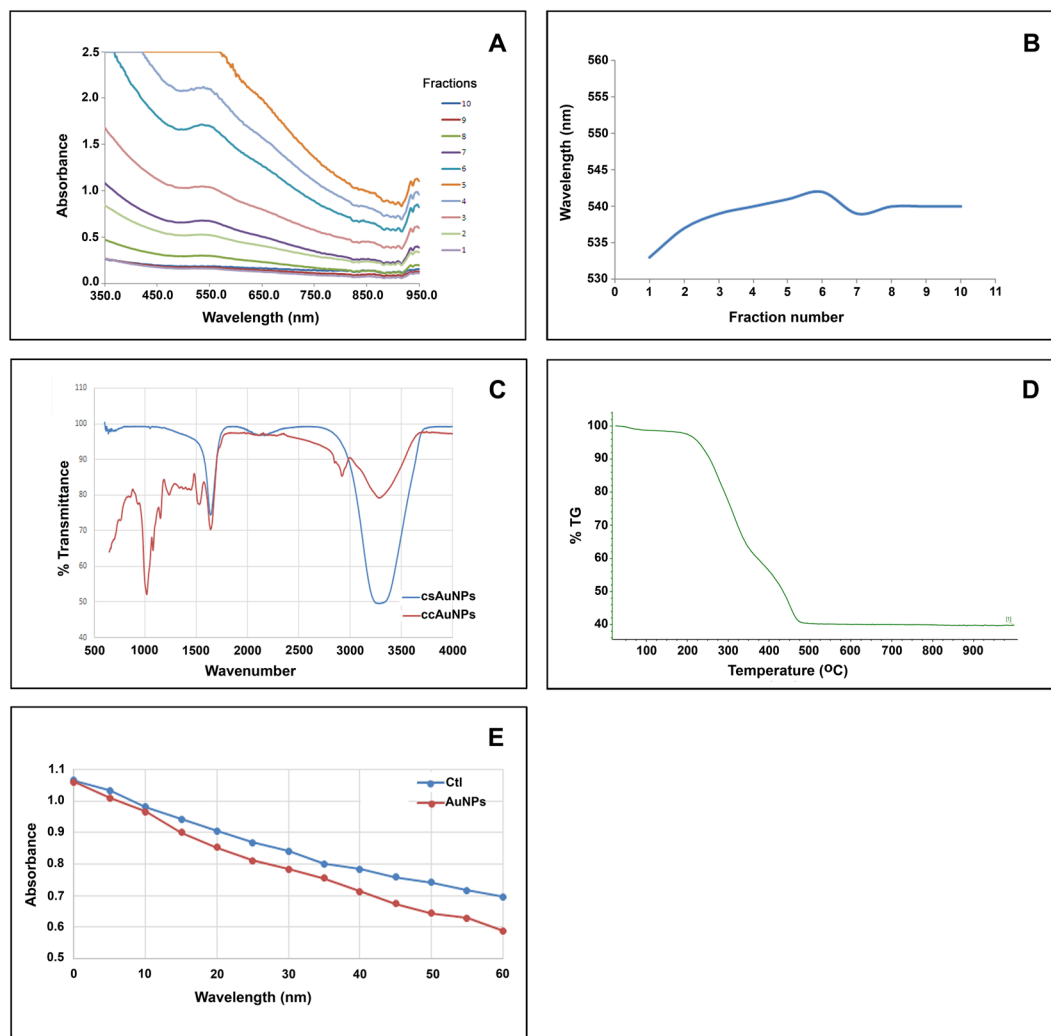 A
Absorbance
2.5
2.0
1.5
1.0
0.5
0.0
350.0 450.0 550.0 650.0 750.0 850.0 950.0
Wavelength (nm)
Fractions
10
9
8
7
6
5
4
3
2
1
B
Wavelength (nm)
560
555
550
545
540
535
530
0 1 2 3 4 5 6 7 8 9 10 11
Fraction number
C
% Transmittance
110
100
90
80
70
60
50
40
500 1000 1500 2000 2500 3000 3500 4000
Wavenumber
csAuNPs
ccAuNPs
D
% TG
100
90
80
70
60
50
40
100 200 300 400 500 600 700 800 900
Temperature (ºC)
[1]
E
Absorbance
1.1
1.0
0.9
0.8
0.7
0.6
0.5
0 10 20 30 40 50 60
Wavelength (nm)
Ctl
AuNPs